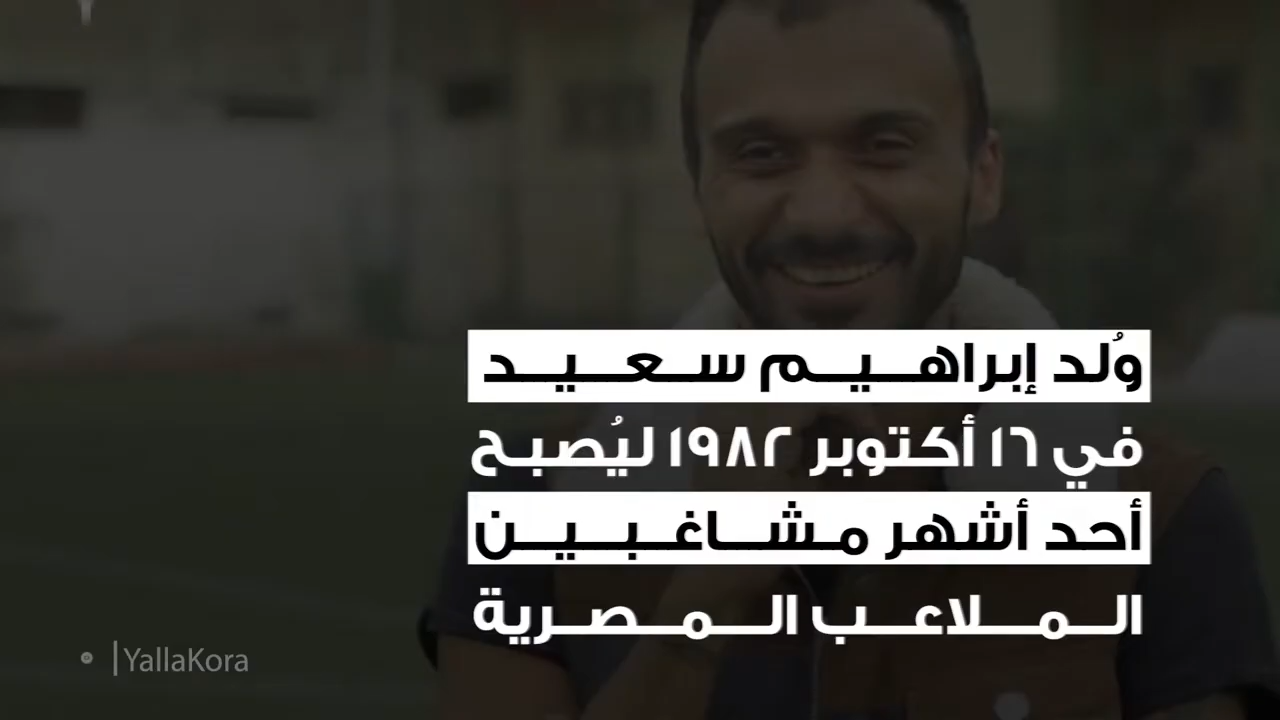 وُلد إبراهيم سعيد
في ١٦ أكتوبر ١٩٨٢ ليُصبح
أحد أشهر مشاغبين
الملاعب المصرية
YallaKora